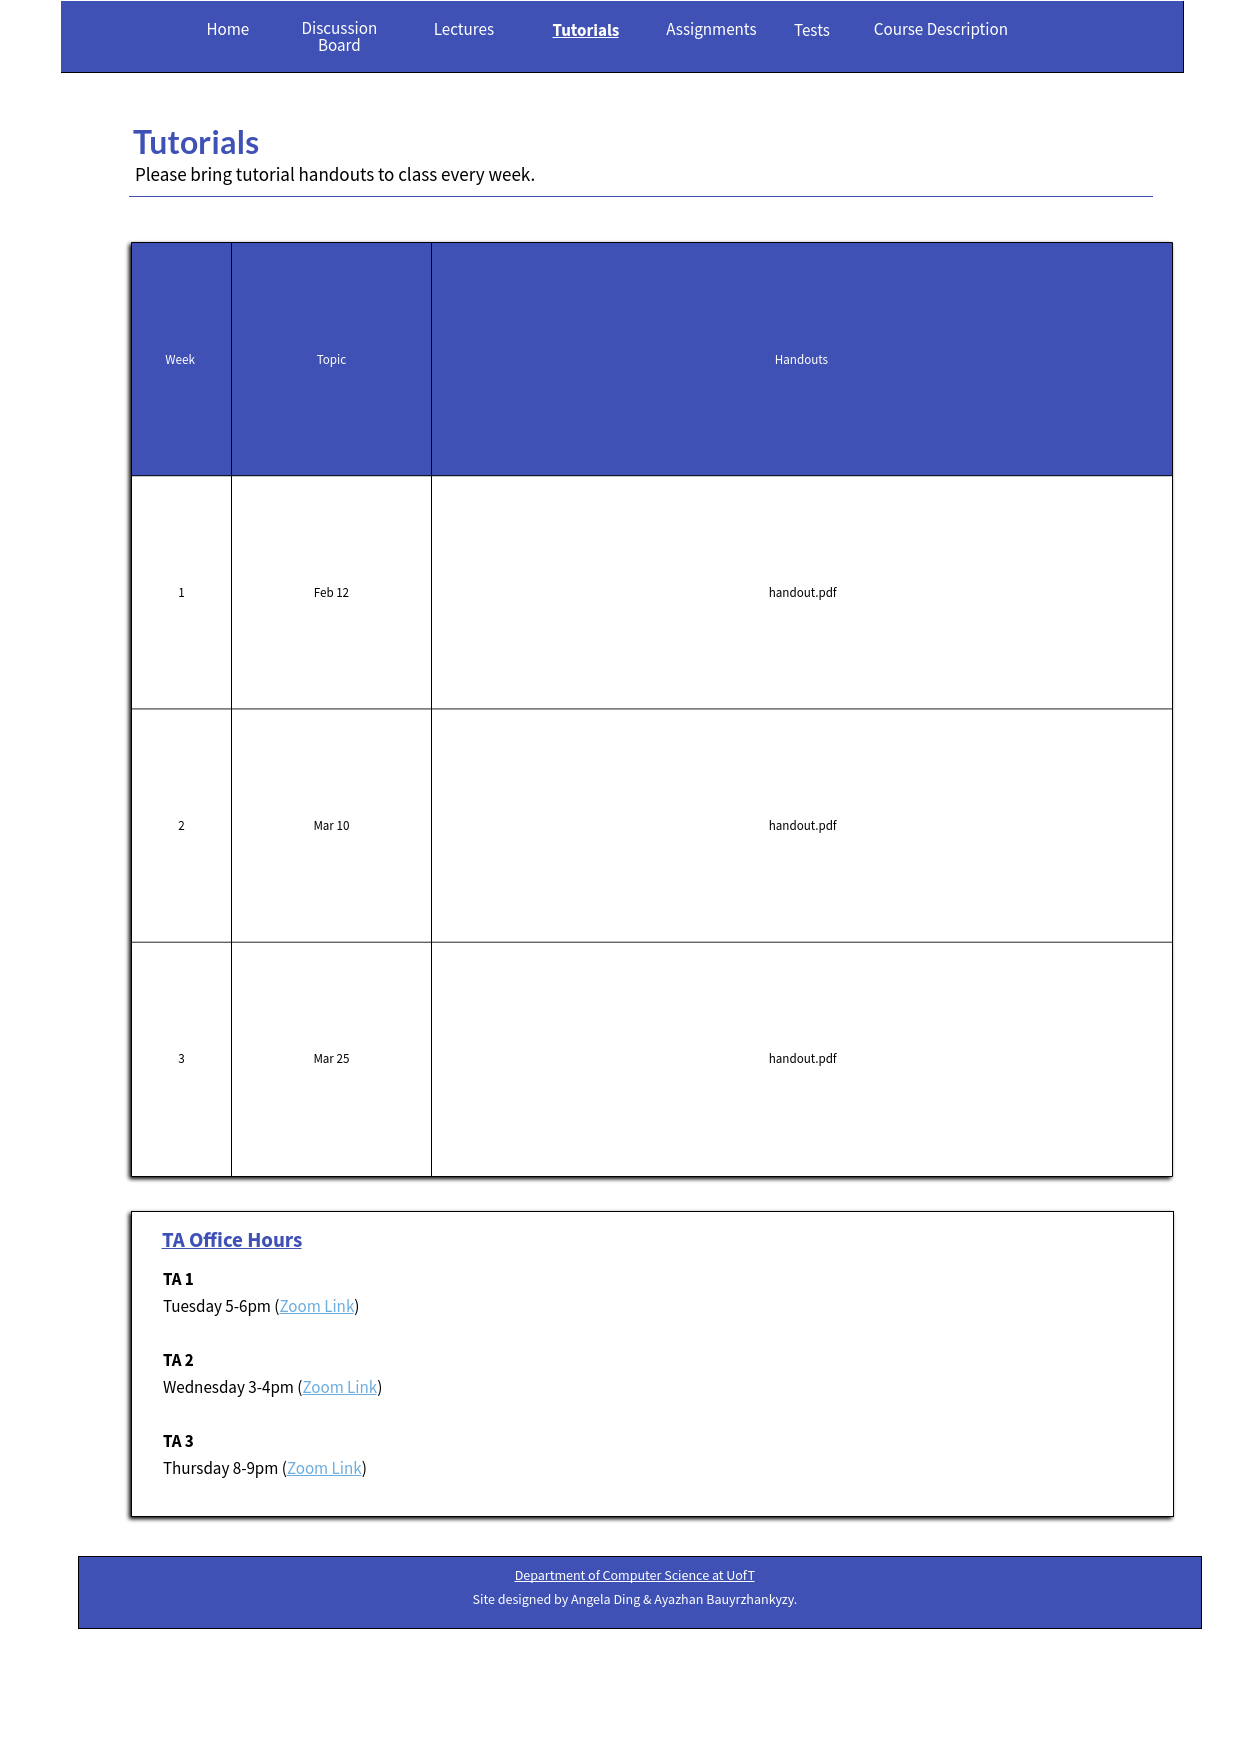 Home
Discussion
Board
Lectures
Tutorials
Assignments
Tests
Course Description
Tutorials
Please bring tutorial handouts to class every week.
Week Topic Handouts
1 Feb 12 handout.pdf
2 Mar 10 handout.pdf
3 Mar 25 handout.pdf
TA Office Hours
TA 1
Tuesday 5-6pm (Zoom Link)
TA 2
Wednesday 3-4pm (Zoom Link)
TA 3
Thursday 8-9pm (Zoom Link)
Department of Computer Science at UofT
Site designed by Angela Ding & Ayazhan Bauyrzhankyzy.